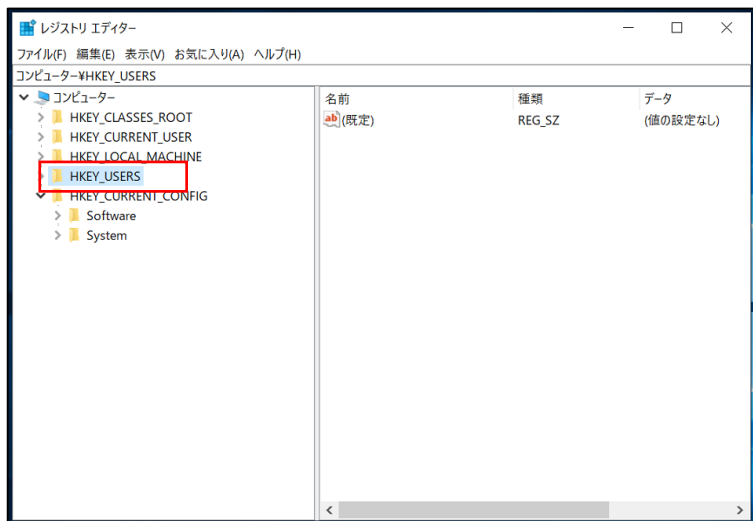 レジストリ エディター
ファイル(F) 編集(E) 表示(V) お気に入り(A) ヘルプ(H)
コンピューター¥HKEY_USERS
コンピューター
HKEY_CLASSES_ROOT
HKEY_CURRENT_USER
HKEY_LOCAL_MACHINE
HKEY_USERS
HKEY_CURRENT_CONFIG
Software
System
名前 種類 データ
ab (既定) REG_SZ (値の設定なし)